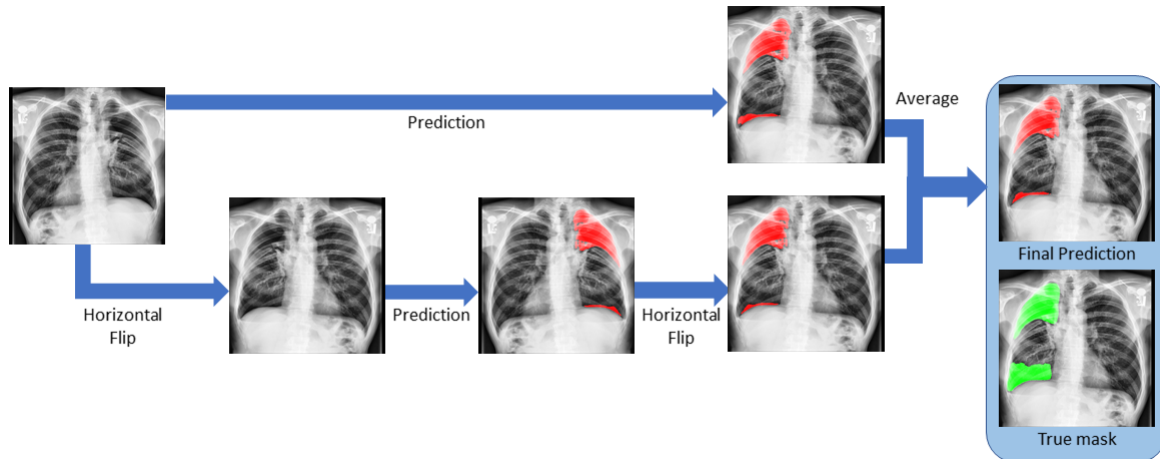 Prediction
Average
Horizontal
Flip
Prediction
Horizontal
Flip
Final Prediction
True mask